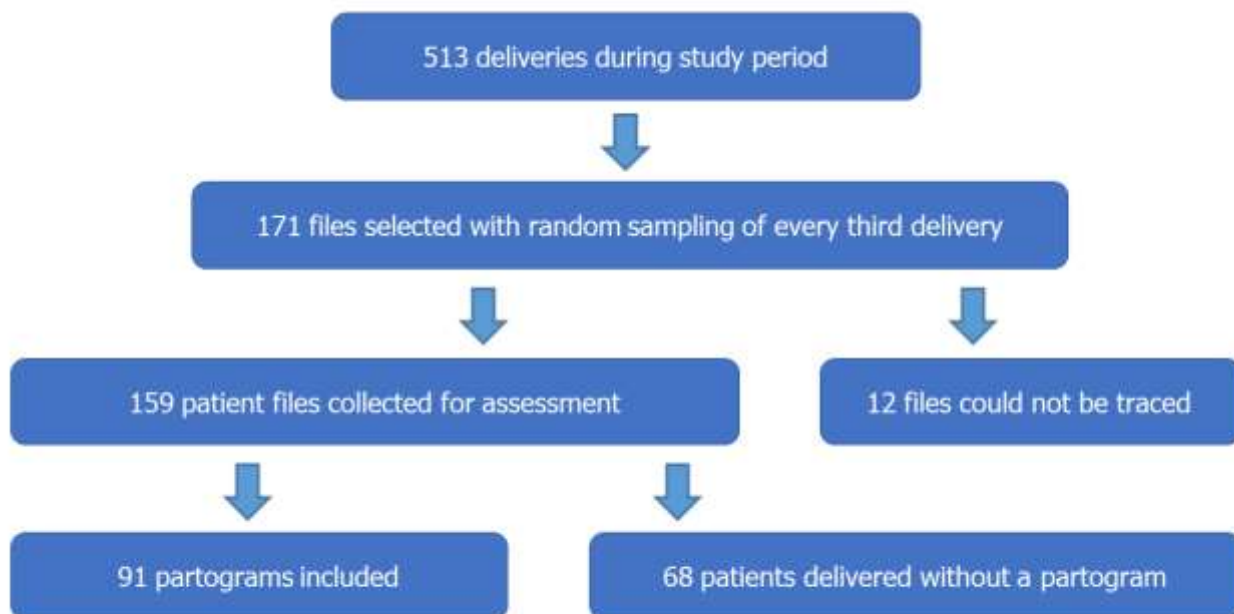 513 deliveries during study period
171 files selected with random sampling of every third delivery
159 patient files collected for assessment
12 files could not be traced
91 partograms included
68 patients delivered without a partogram